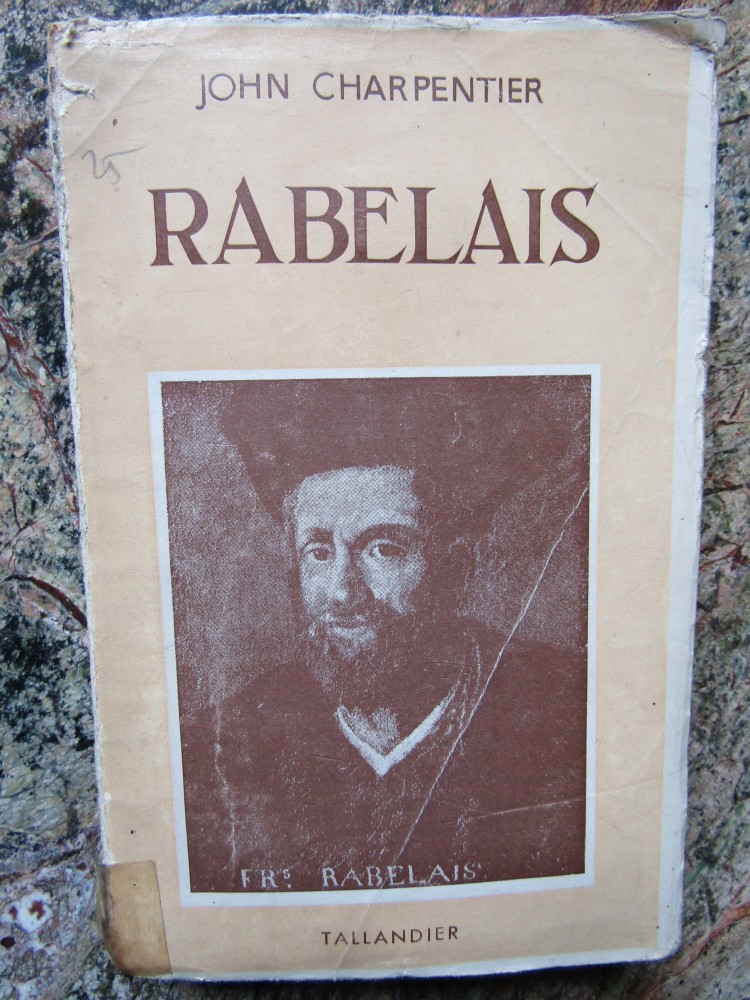 JOHN CHARPENTIER
25
RABELAIS
FRS. RABELAIS
TALLANDIER